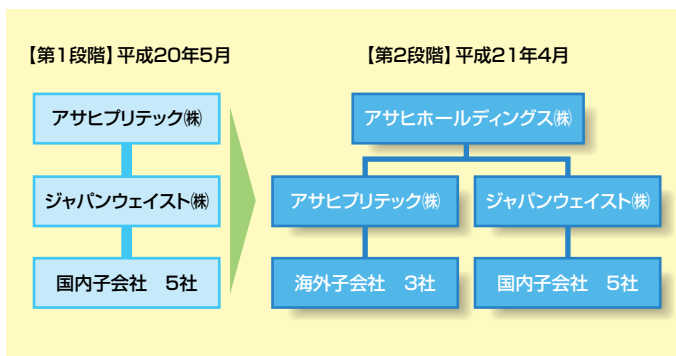 【第1段階】平成20年5月
アサヒプリテック㈱
ジャパンウェイスト㈱
国内子会社　5社
【第2段階】平成21年4月
アサヒホールディングス㈱
アサヒプリテック㈱
ジャパンウェイスト㈱
海外子会社　3社
国内子会社　5社